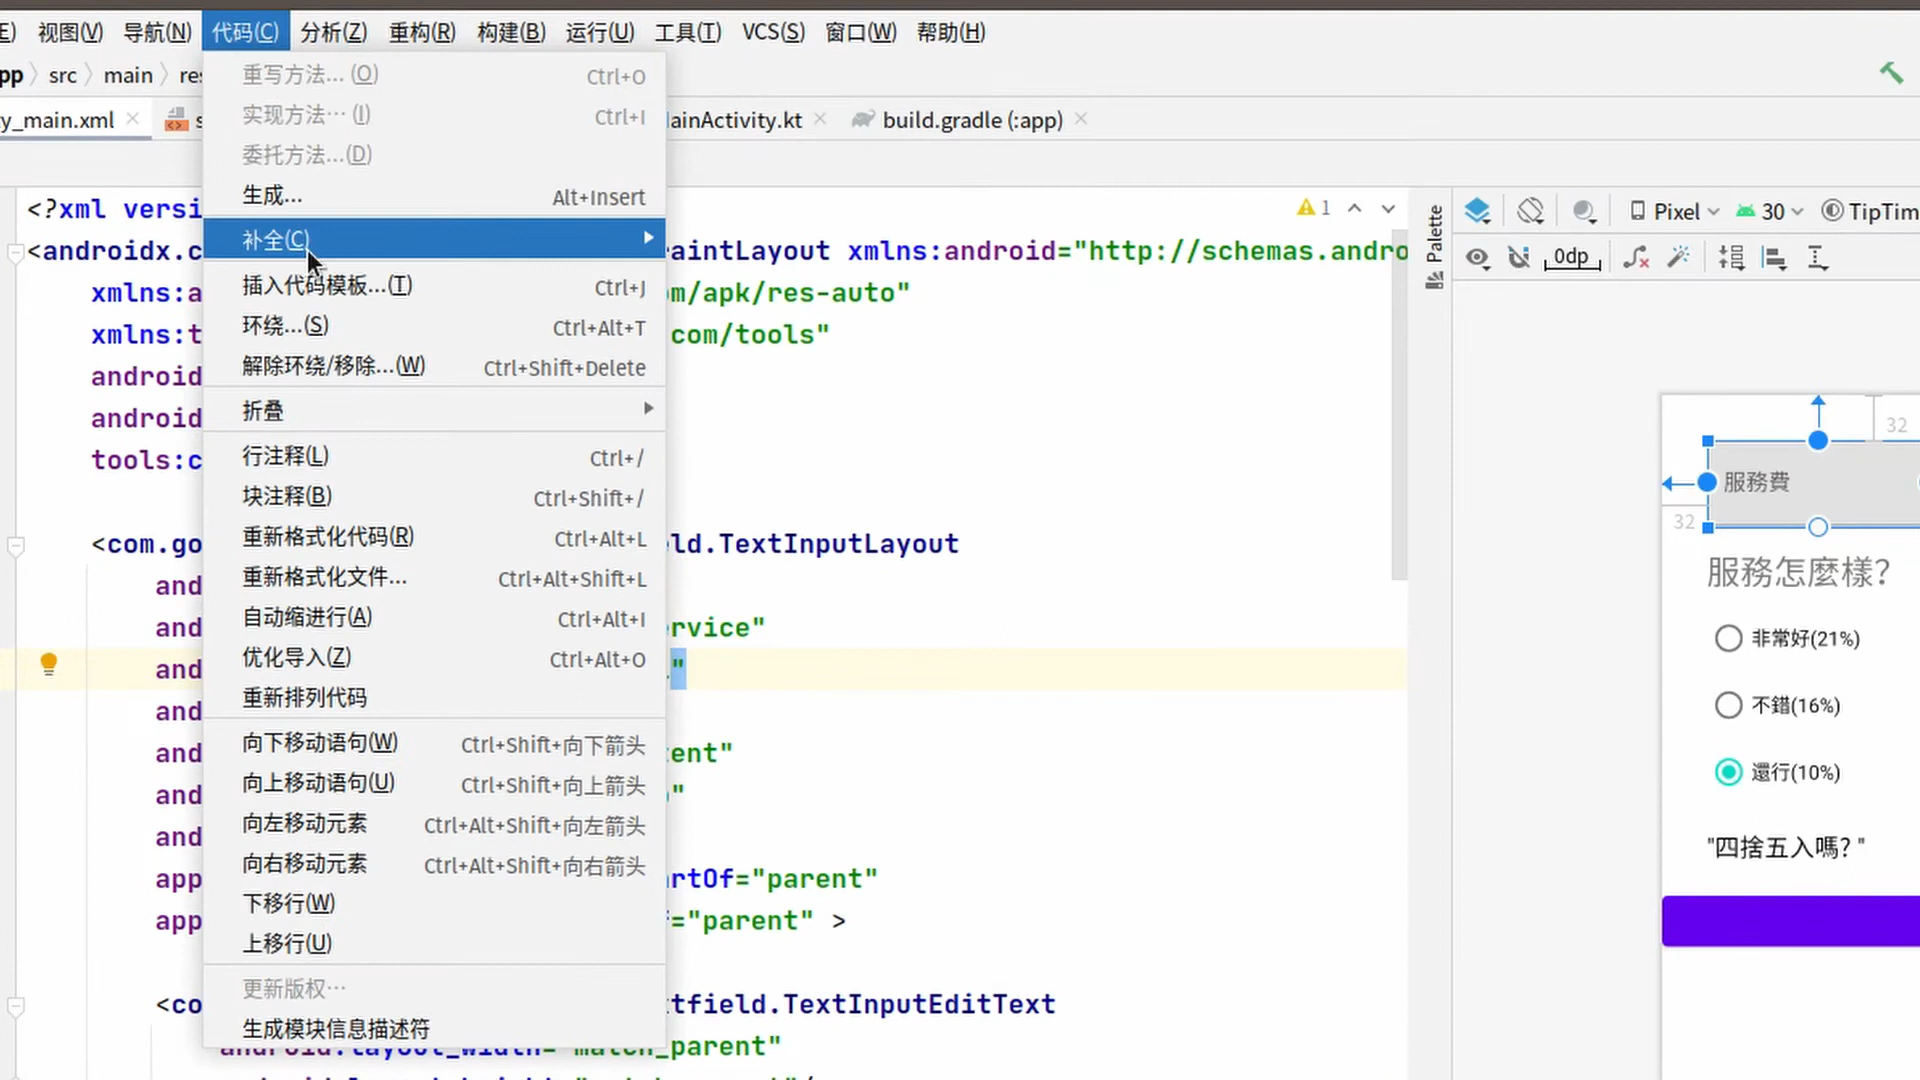 E) 视图(V) 导航(N) 代码(C) 分析(Z) 重构(R) 构建(B) 运行(U) 工具(T) VCS(S) 窗口(W) 帮助(H)
pp src main res
y_main.xml s ainActivity.kt build.gradle (:app)
重写方法... (O) Ctrl+O
实现方法… (I) Ctrl+I
委托方法...(D)
生成... Alt+Insert
补全(C)
插入代码模板...(T) Ctrl+J
环绕...(S) Ctrl+Alt+T
解除环绕/移除...(W) Ctrl+Shift+Delete
折叠
行注释(L) Ctrl+/
块注释(B) Ctrl+Shift+/
重新格式化代码(R) Ctrl+Alt+L
重新格式化文件... Ctrl+Alt+Shift+L
自动缩进行(A) Ctrl+Alt+I
优化导入(Z) Ctrl+Alt+O
重新排列代码
向下移动语句(W) Ctrl+Shift+向下箭头
向上移动语句(U) Ctrl+Shift+向上箭头
向左移动元素 Ctrl+Alt+Shift+向左箭头
向右移动元素 Ctrl+Alt+Shift+向右箭头
下移行(W)
上移行(U)
更新版权…
生成模块信息描述符
<?xml versi
<androidx.c raintLayout xmlns:android="http://schemas.andro
xmlns:a m/apk/res-auto"
xmlns:t com/tools"
android
android
tools:c
<com.go ld.TextInputLayout
and
and rvice"
and "
and
and ent"
and "
and
app artOf="parent"
app ="parent" >
<co tfield.TextInputEditText
android:layout_width="match_parent"
1
Palette
Pixel 30 TipTim
0dp
32
服務費
32
服務怎麼樣?
非常好(21%)
不錯(16%)
還行(10%)
"四捨五入嗎? "